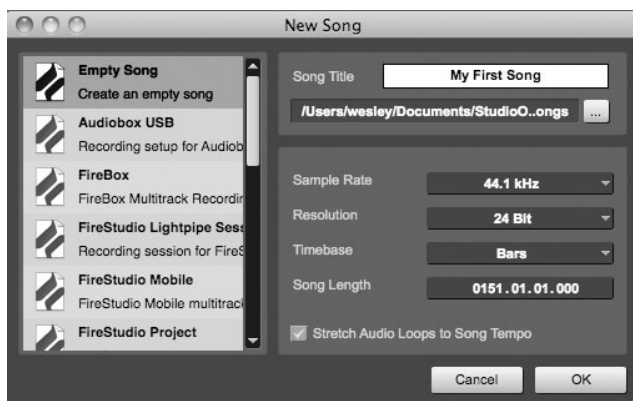 New Song
Empty Song
Create an empty song
Audiobox USB
Recording setup for Audiob
FireBox
FireBox Multitrack Recordin
FireStudio Lightpipe Sess
Recording session for FireS
FireStudio Mobile
FireStudio Mobile multitrack
FireStudio Project
Song Title
My First Song
/Users/wesley/Documents/StudioO..ongs
...
Sample Rate
44.1 kHz
Resolution
24 Bit
Timebase
Bars
Song Length
0151.01.01.000
Stretch Audio Loops to Song Tempo
Cancel
OK